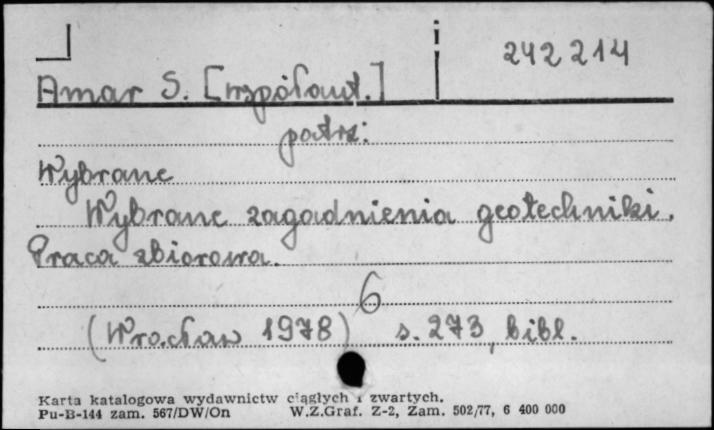 i
242214
Amar S. [współaut.]
patrz:
Wybrane
Wybrane zagadnienia geotechniki.
Praca zbiorowa.
6
(Wrocław 1978) s. 273, bibl.
Karta katalogowa wydawnictw ciągłych i zwartych.
Pu-B-144 zam. 567/DW/On W.Z.Graf. Z-2, Zam. 502/77, 6 400 000